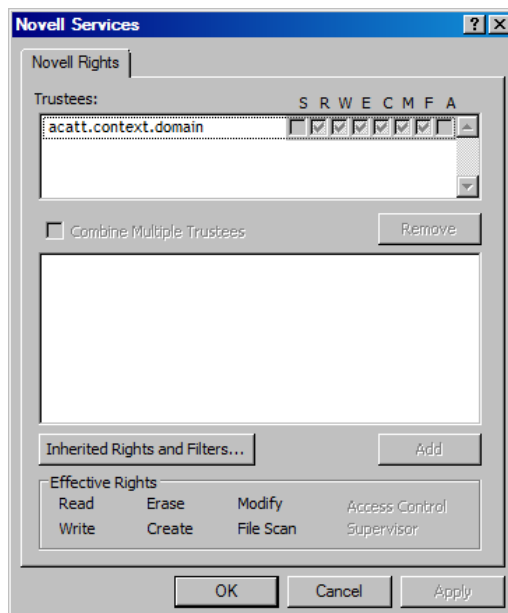 Novell Services
Novell Rights
Trustees: S R W E C M F A
acatt.context.domain
Combine Multiple Trustees Remove
Inherited Rights and Filters... Add
Effective Rights
Read Erase Modify Access Control
Write Create File Scan Supervisor
OK Cancel Apply